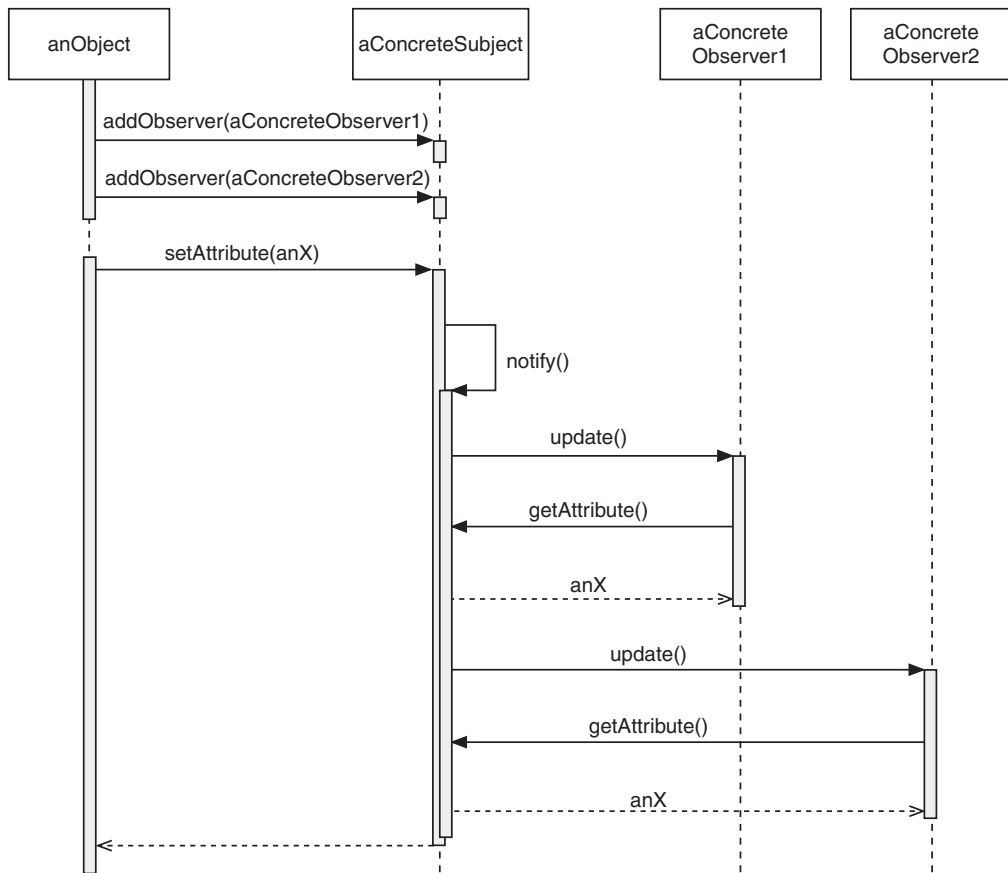 anObject
aConcreteSubject
aConcrete
Observer1
aConcrete
Observer2
addObserver(aConcreteObserver1)
addObserver(aConcreteObserver2)
setAttribute(anX)
notify()
update()
getAttribute()
anX
update()
getAttribute()
anX